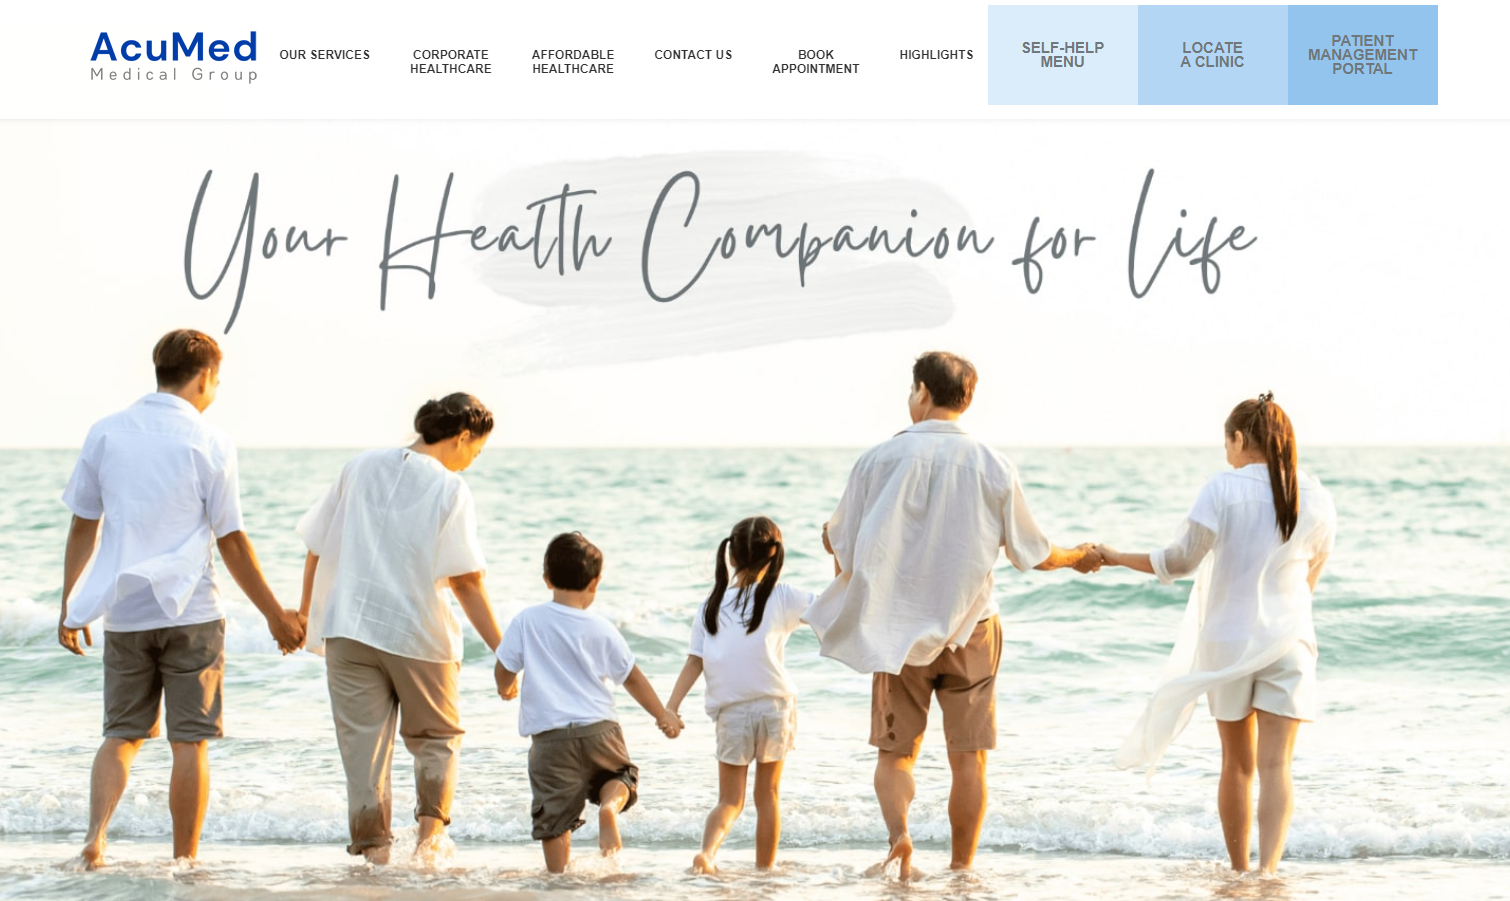 AcuMed
Medical Group
OUR SERVICES
CORPORATE
HEALTHCARE
AFFORDABLE
HEALTHCARE
CONTACT US
BOOK
APPOINTMENT
HIGHLIGHTS
SELF-HELP
MENU
LOCATE
A CLINIC
PATIENT
MANAGEMENT
PORTAL
Your Health Companion for Life